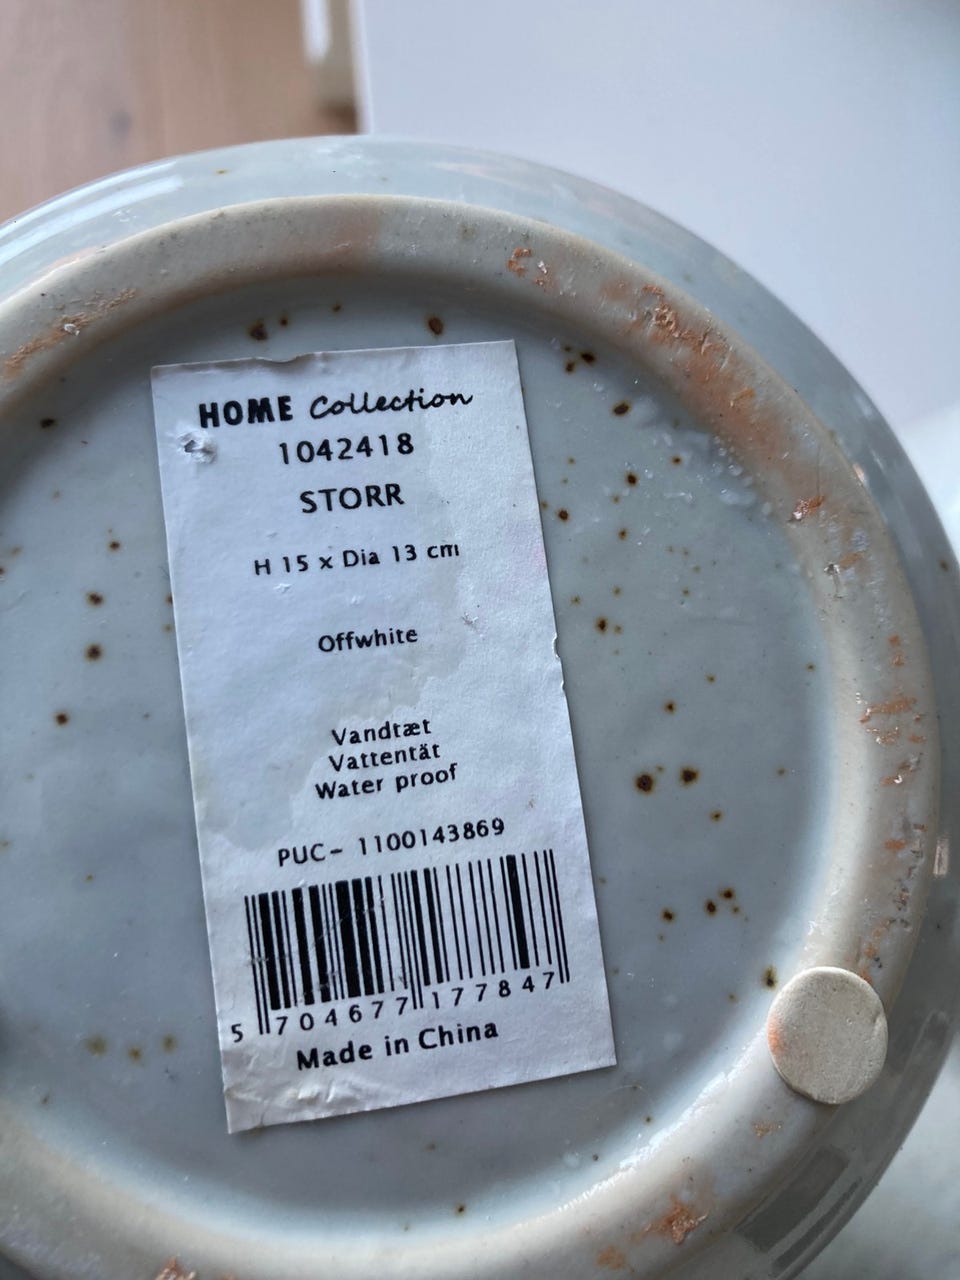 HOME Collection
1042418
STORR
H 15 x Dia 13 cm
Offwhite
Vandtæt
Vattentät
Water proof
PUC- 1100143869
5 704677 177847
Made in China